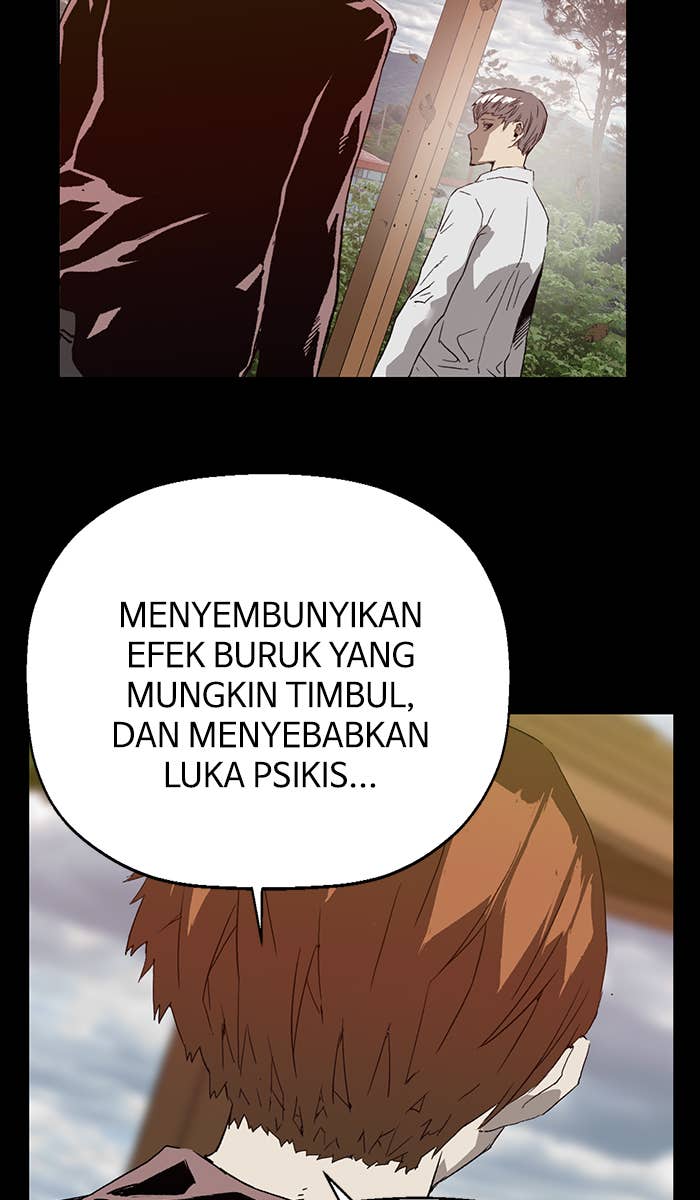 MENYEMBUNYIKAN
EFEK BURUK YANG
MUNGKIN TIMBUL,
DAN MENYEBABKAN
LUKA PSIKIS...